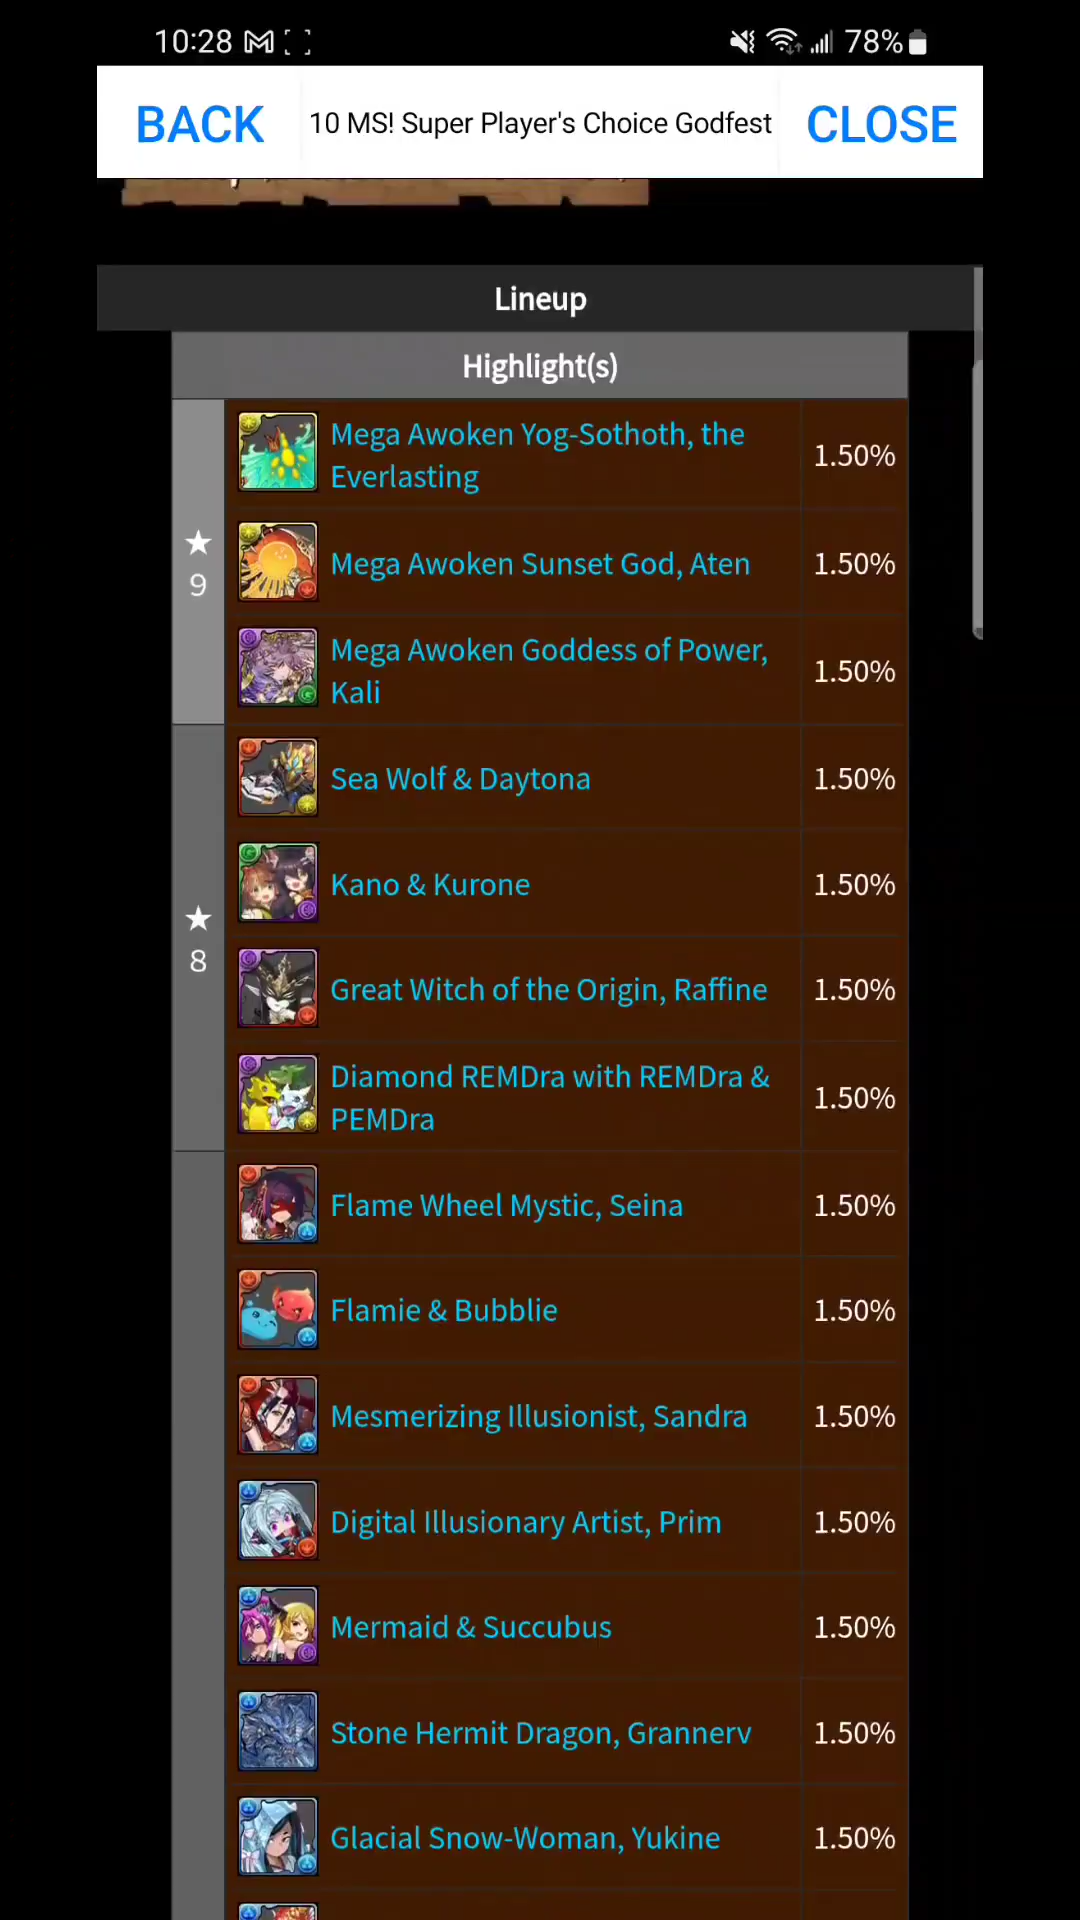 10:28
78%
BACK
10 MS! Super Player's Choice Godfest
CLOSE
Lineup
Highlight(s)
★
9
Mega Awoken Yog-Sothoth, the
Everlasting
1.50%
Mega Awoken Sunset God, Aten
1.50%
Mega Awoken Goddess of Power,
Kali
1.50%
★
8
Sea Wolf & Daytona
1.50%
Kano & Kurone
1.50%
Great Witch of the Origin, Raffine
1.50%
Diamond REMDra with REMDra &
PEMDra
1.50%
Flame Wheel Mystic, Seina
1.50%
Flamie & Bubblie
1.50%
Mesmerizing Illusionist, Sandra
1.50%
Digital Illusionary Artist, Prim
1.50%
Mermaid & Succubus
1.50%
Stone Hermit Dragon, Grannerv
1.50%
Glacial Snow-Woman, Yukine
1.50%